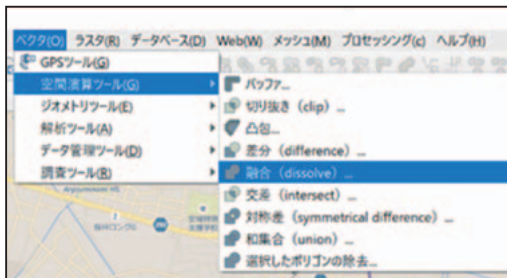 ベクタ(O) ラスタ(R) データベース(D) Web(W) メッシュ(M) プロセッシング(c) ヘルプ(H)
GPSツール(G)
空間演算ツール(G)
ジオメトリツール(E)
解析ツール(A)
データ管理ツール(D)
調査ツール(R)
バッファ...
切り抜き (clip) ...
凸包...
差分 (difference) ...
融合 (dissolve) ...
交差 (intersect) ...
対称差 (symmetrical difference) ...
和集合 (union) ...
選択したポリゴンの除去...